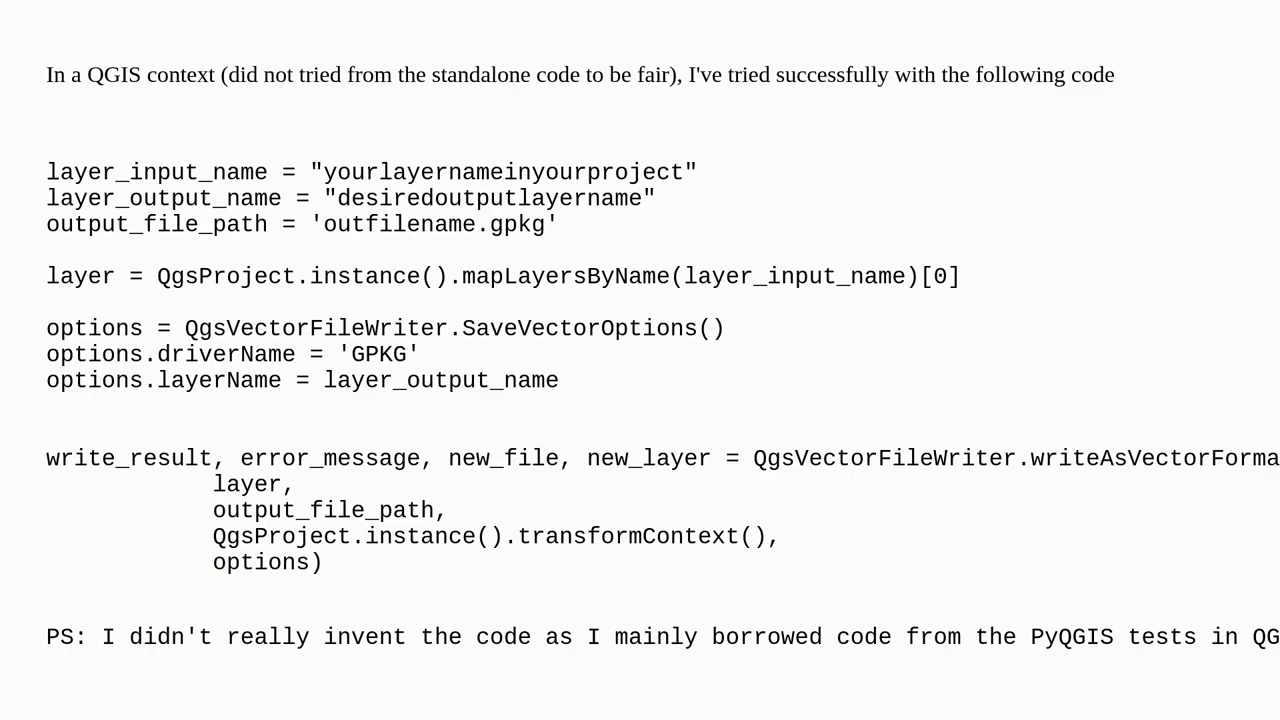 In a QGIS context (did not tried from the standalone code to be fair), I've tried successfully with the following code
layer_input_name = "yourlayernameinyourproject"
layer_output_name = "desiredoutputlayername"
output_file_path = 'outfilename.gpkg'
layer = QgsProject.instance().mapLayersByName(layer_input_name)[0]
options = QgsVectorFileWriter.SaveVectorOptions()
options.driverName = 'GPKG'
options.layerName = layer_output_name
write_result, error_message, new_file, new_layer = QgsVectorFileWriter.writeAsVectorForma
layer,
output_file_path,
QgsProject.instance().transformContext(),
options)
PS: I didn't really invent the code as I mainly borrowed code from the PyQGIS tests in QG